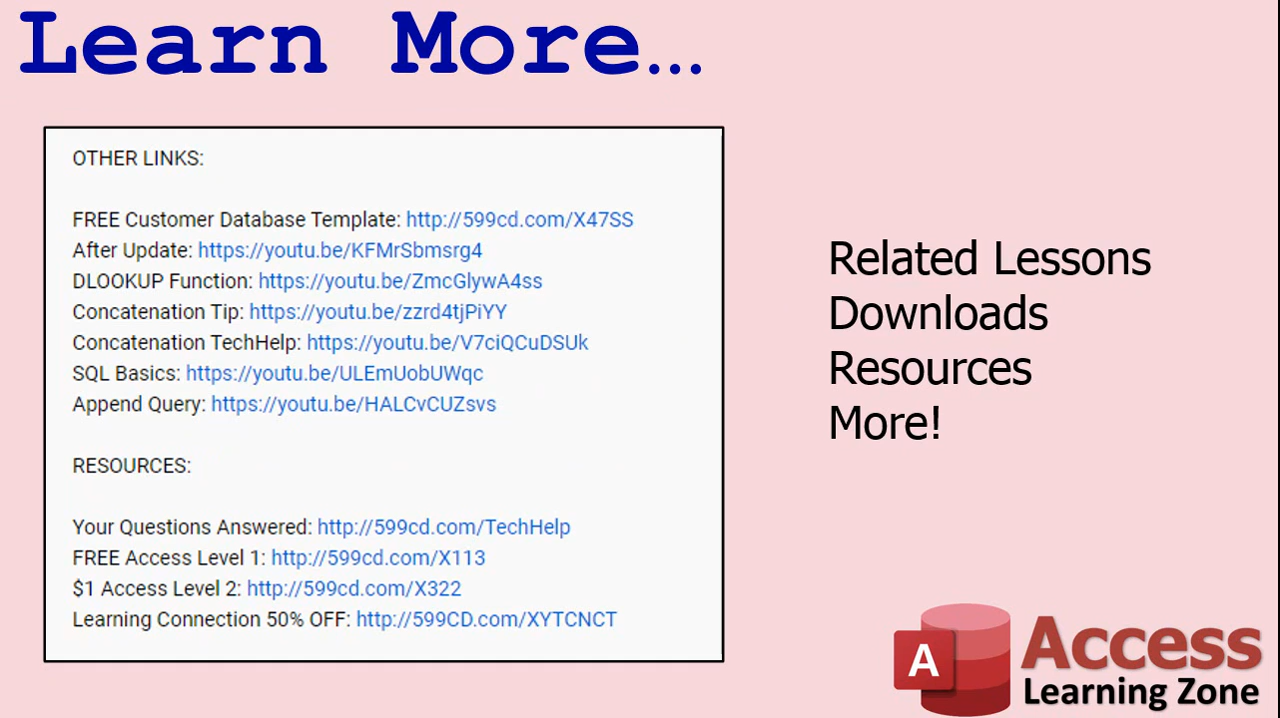 Learn More...
OTHER LINKS:
FREE Customer Database Template: http://599cd.com/X47SS
After Update: https://youtu.be/KFMrSbmsrg4
DLOOKUP Function: https://youtu.be/ZmcGlywA4ss
Concatenation Tip: https://youtu.be/zzrd4tjPiYY
Concatenation TechHelp: https://youtu.be/V7ciQCuDSUk
SQL Basics: https://youtu.be/ULEmUobUWqc
Append Query: https://youtu.be/HALCvCUZsvs
RESOURCES:
Your Questions Answered: http://599cd.com/TechHelp
FREE Access Level 1: http://599cd.com/X113
$1 Access Level 2: http://599cd.com/X322
Learning Connection 50% OFF: http://599CD.com/XYTCNCT
Related Lessons
Downloads
Resources
More!
A
Access
Learning Zone